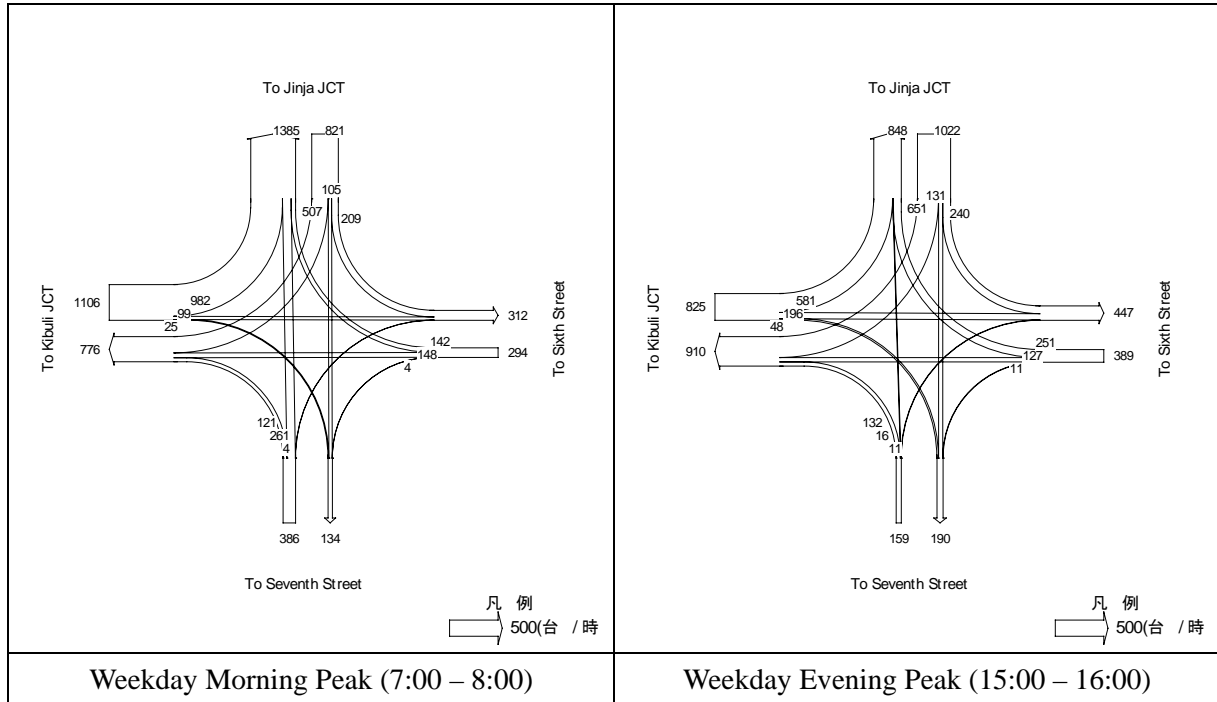 To Jinja JCT
1385 821
105
507
209
To Kibuli JCT
1106
982
99
25
776
312
142
148
294
4
To Sixth Street
121
261
4
386 134
To Seventh Street
凡 例
500(台 / 時
Weekday Morning Peak (7:00 – 8:00)
To Jinja JCT
848 1022
131
651
240
To Kibuli JCT
825
581
196
48
910
447
251
127
389
11
To Sixth Street
132
16
11
159 190
To Seventh Street
凡 例
500(台 / 時
Weekday Evening Peak (15:00 – 16:00)